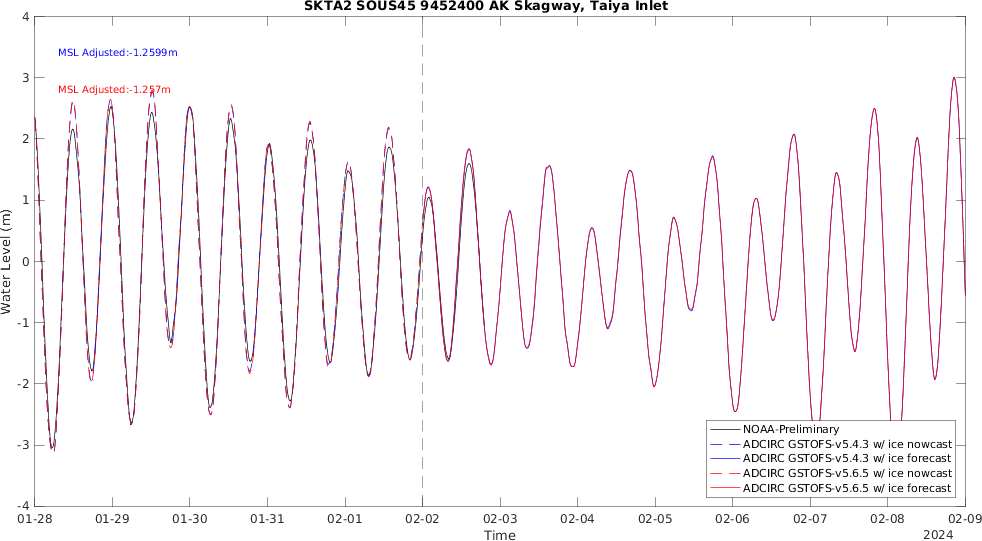 SKTA2 SOUS45 9452400 AK Skagway, Taiya Inlet
4
3
2
1
0
-1
-2
-3
-4
Water Level (m)
MSL Adjusted:-1.2599m
MSL Adjusted:-1.257m
NOAA-Preliminary
ADCIRC GSTOFS-v5.4.3 w/ ice nowcast
ADCIRC GSTOFS-v5.4.3 w/ ice forecast
ADCIRC GSTOFS-v5.6.5 w/ ice nowcast
ADCIRC GSTOFS-v5.6.5 w/ ice forecast
01-28 01-29 01-30 01-31 02-01 02-02 02-03 02-04 02-05 02-06 02-07 02-08 02-09
Time
2024